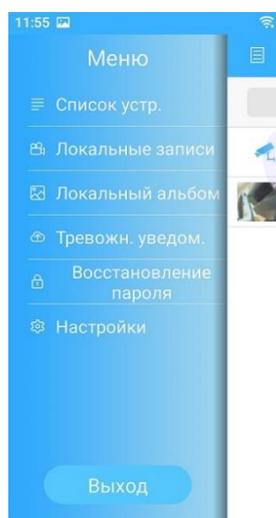 11:55
Меню
Список устр.
Локальные записи
Локальный альбом
Тревожн. уведом.
Восстановление
пароля
Настройки
Выход